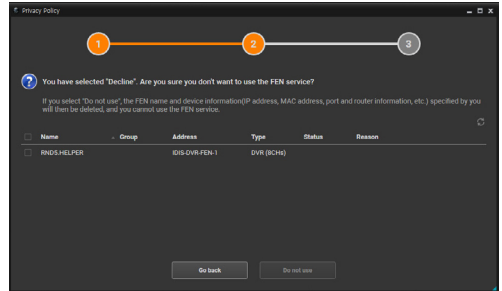 Privacy Policy
1
2
3
You have selected "Decline". Are you sure you don't want to use the FEN service?
If you select "Do not use", the FEN name and device information(IP address, MAC address, port and router information, etc.) specified by you
will then be deleted, and you cannot use the FEN service.
Name Group Address Type Status Reason
RND5.HELPER IDIS-DVR-FEN-1 DVR (8CHs)
Go back Do not use